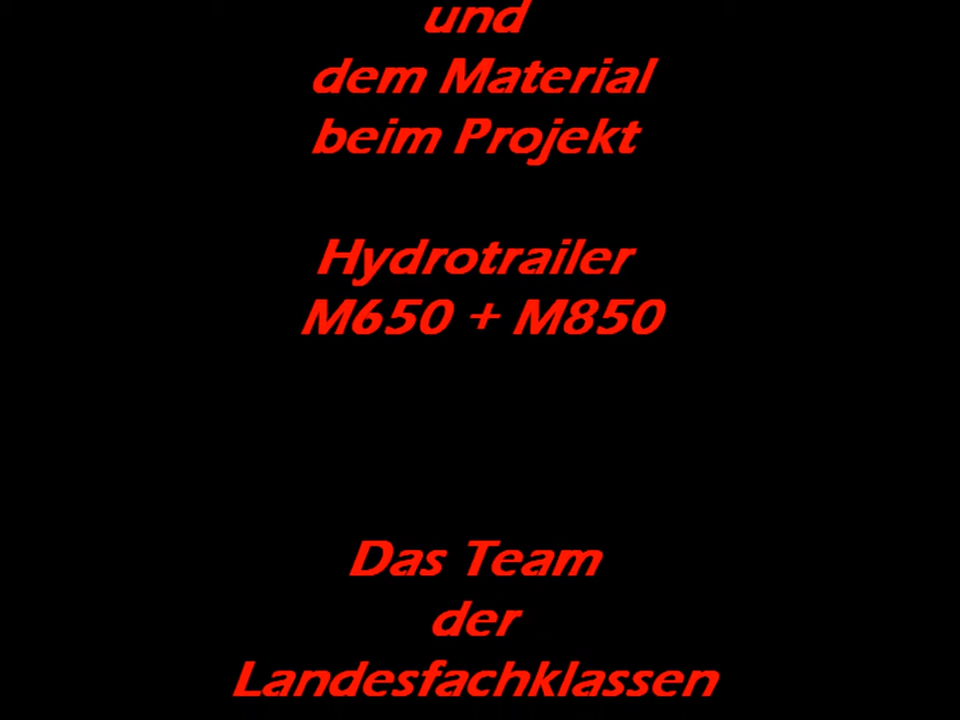 und
dem Material
beim Projekt
Hydrotrailer
M650 + M850
Das Team
der
Landesfachklassen